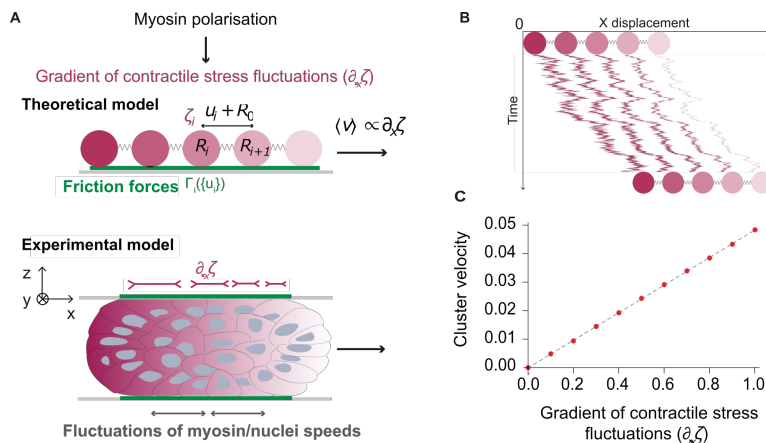 A
Myosin polarisation
Gradient of contractile stress fluctuations (∂ₓζ)
Theoretical model
ζᵢ
uᵢ + R₀
Rᵢ
Rᵢ₊₁
⟨v⟩ ∝ ∂ₓζ
Friction forces Γᵢ({uᵢ})
Experimental model
∂ₓζ
z
y
x
Fluctuations of myosin/nuclei speeds
B
0
X displacement
Time
C
Cluster velocity
0.05
0.04
0.03
0.02
0.01
0.00
0.0 0.2 0.4 0.6 0.8 1.0
Gradient of contractile stress
fluctuations (∂ₓζ)